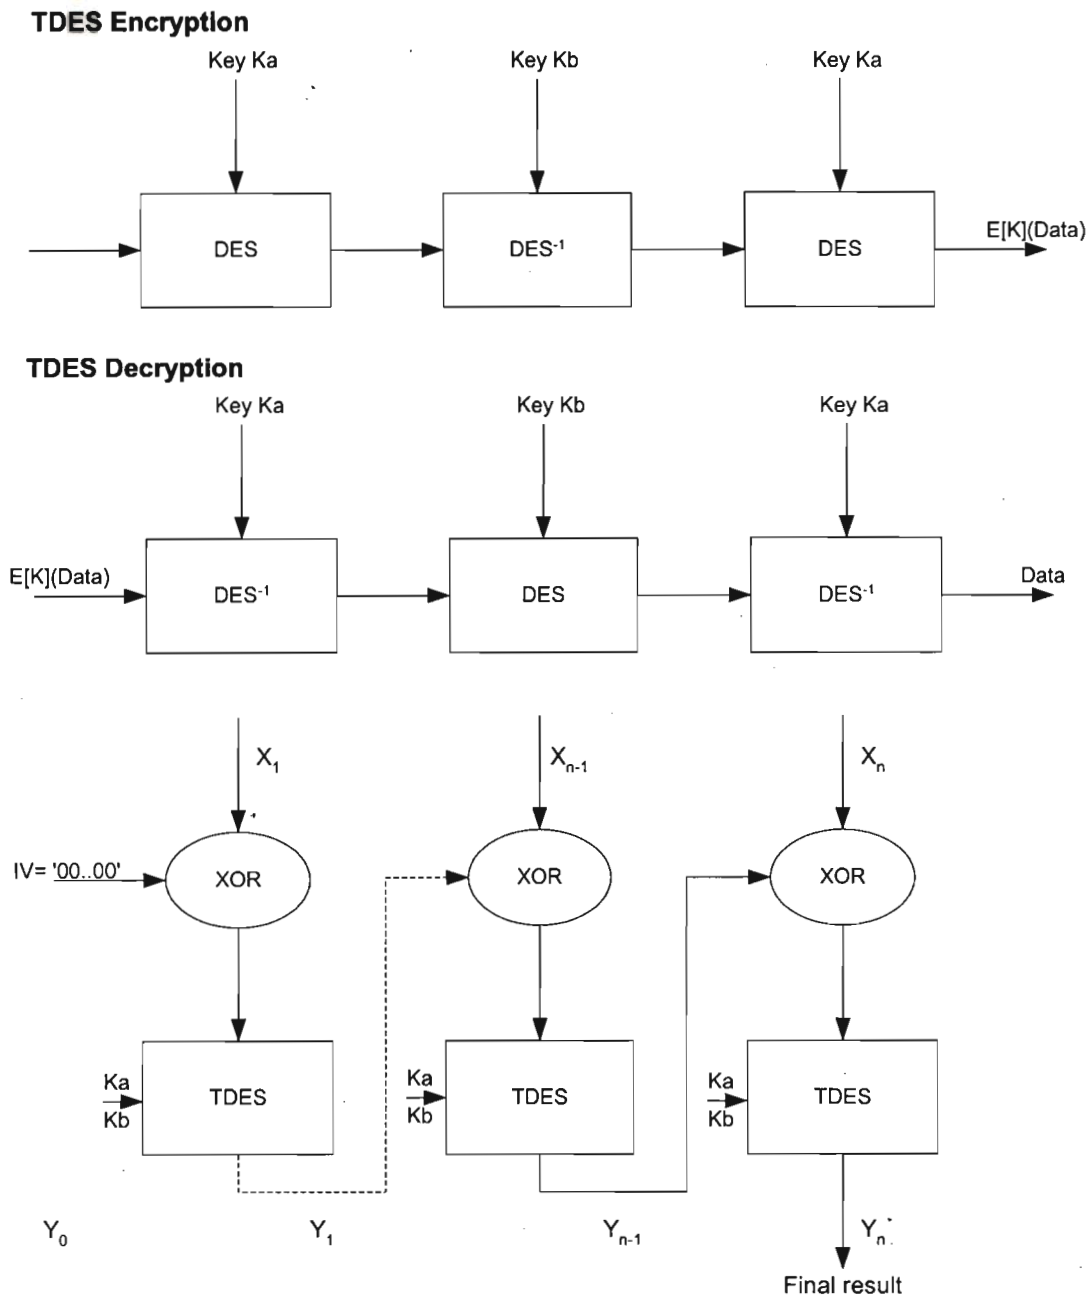 TDES Encryption
Key Ka
Key Kb
Key Ka
DES
DES-1
DES
E[K](Data)
TDES Decryption
Key Ka
Key Kb
Key Ka
E[K](Data)
DES-1
DES
DES-1
Data
X1
Xn-1
Xn
IV= '00..00'
XOR
XOR
XOR
Ka
Kb
TDES
Ka
Kb
TDES
Ka
Kb
TDES
Y0
Y1
Yn-1
Yn
Final result